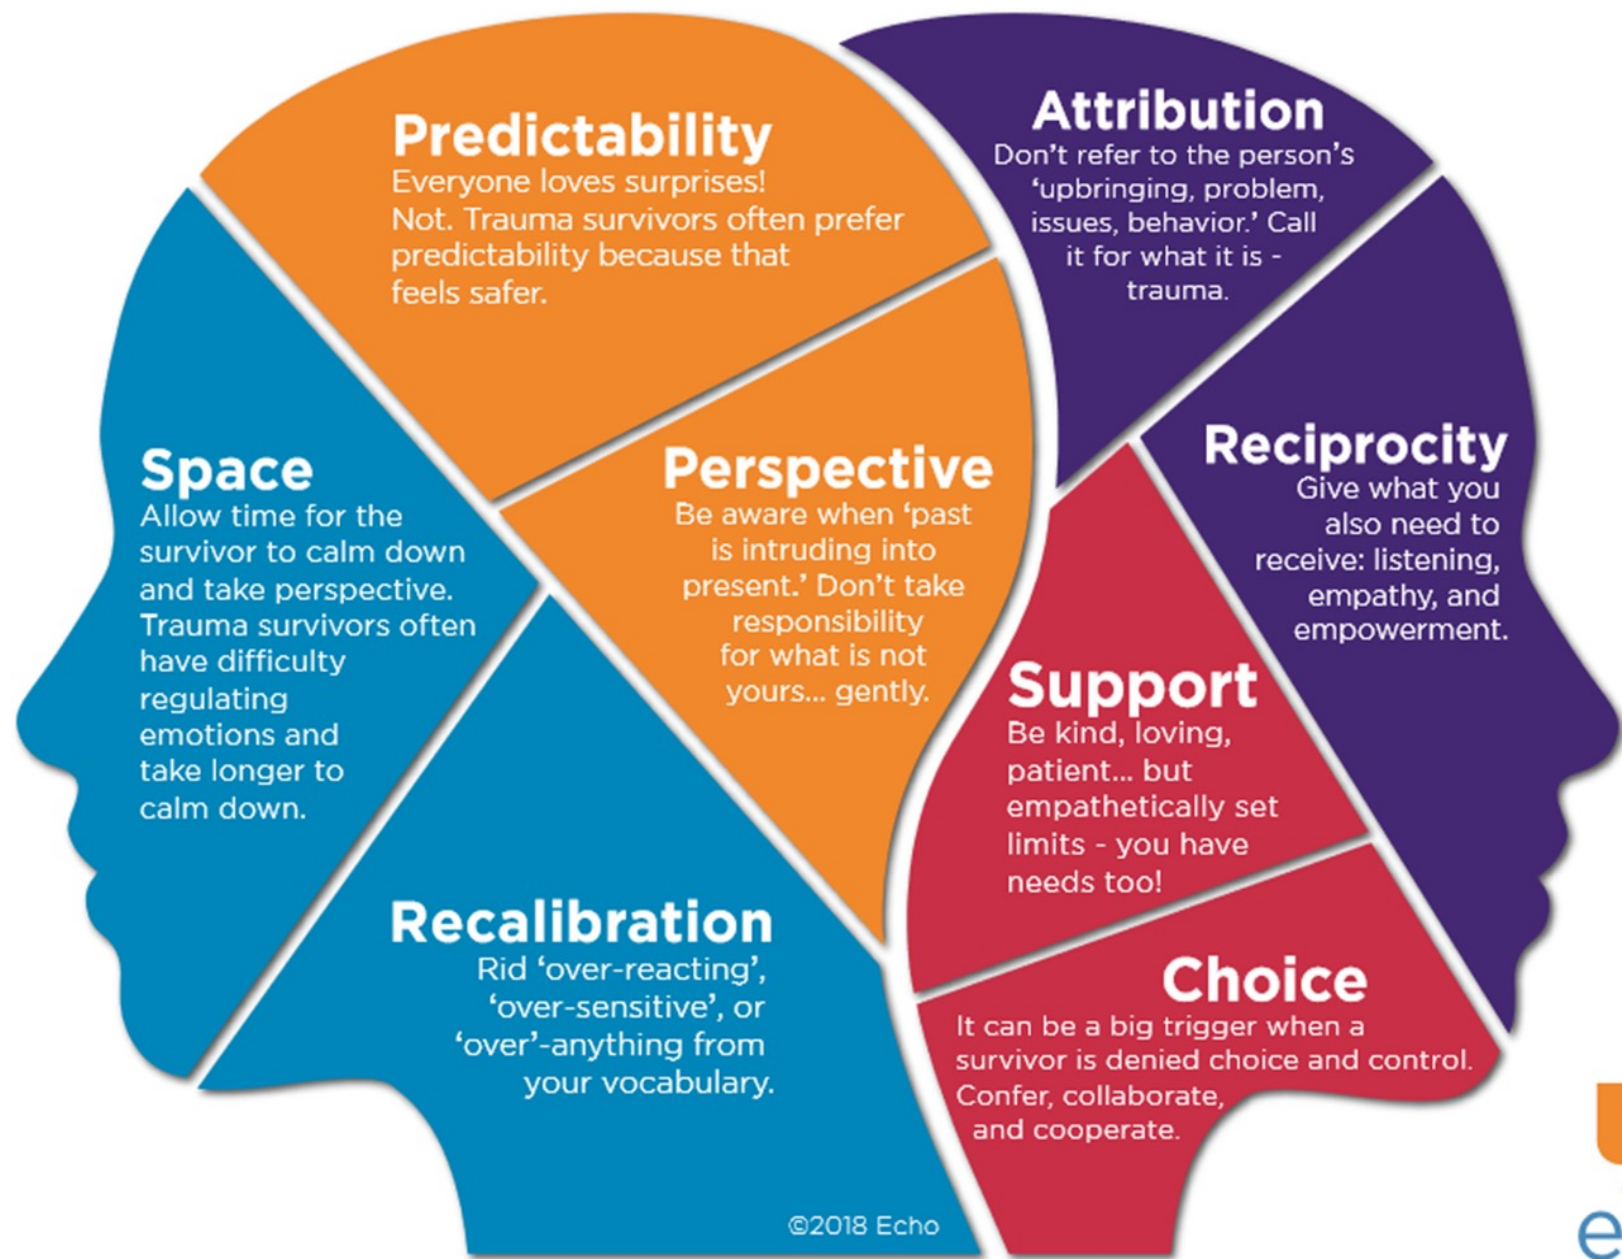 Predictability
Everyone loves surprises!
Not. Trauma survivors often prefer
predictability because that
feels safer.
Attribution
Don't refer to the person's
‘upbringing, problem,
issues, behavior.’ Call
it for what it is -
trauma.
Space
Allow time for the
survivor to calm down
and take perspective.
Trauma survivors often
have difficulty
regulating
emotions and
take longer to
calm down.
Perspective
Be aware when ‘past
is intruding into
present.’ Don't take
responsibility
for what is not
yours... gently.
Reciprocity
Give what you
also need to
receive: listening,
empathy, and
empowerment.
Support
Be kind, loving,
patient... but
empathetically set
limits - you have
needs too!
Recalibration
Rid ‘over-reacting’,
‘over-sensitive’, or
‘over’-anything from
your vocabulary.
Choice
It can be a big trigger when a
survivor is denied choice and control.
Confer, collaborate,
and cooperate.
©2018 Echo